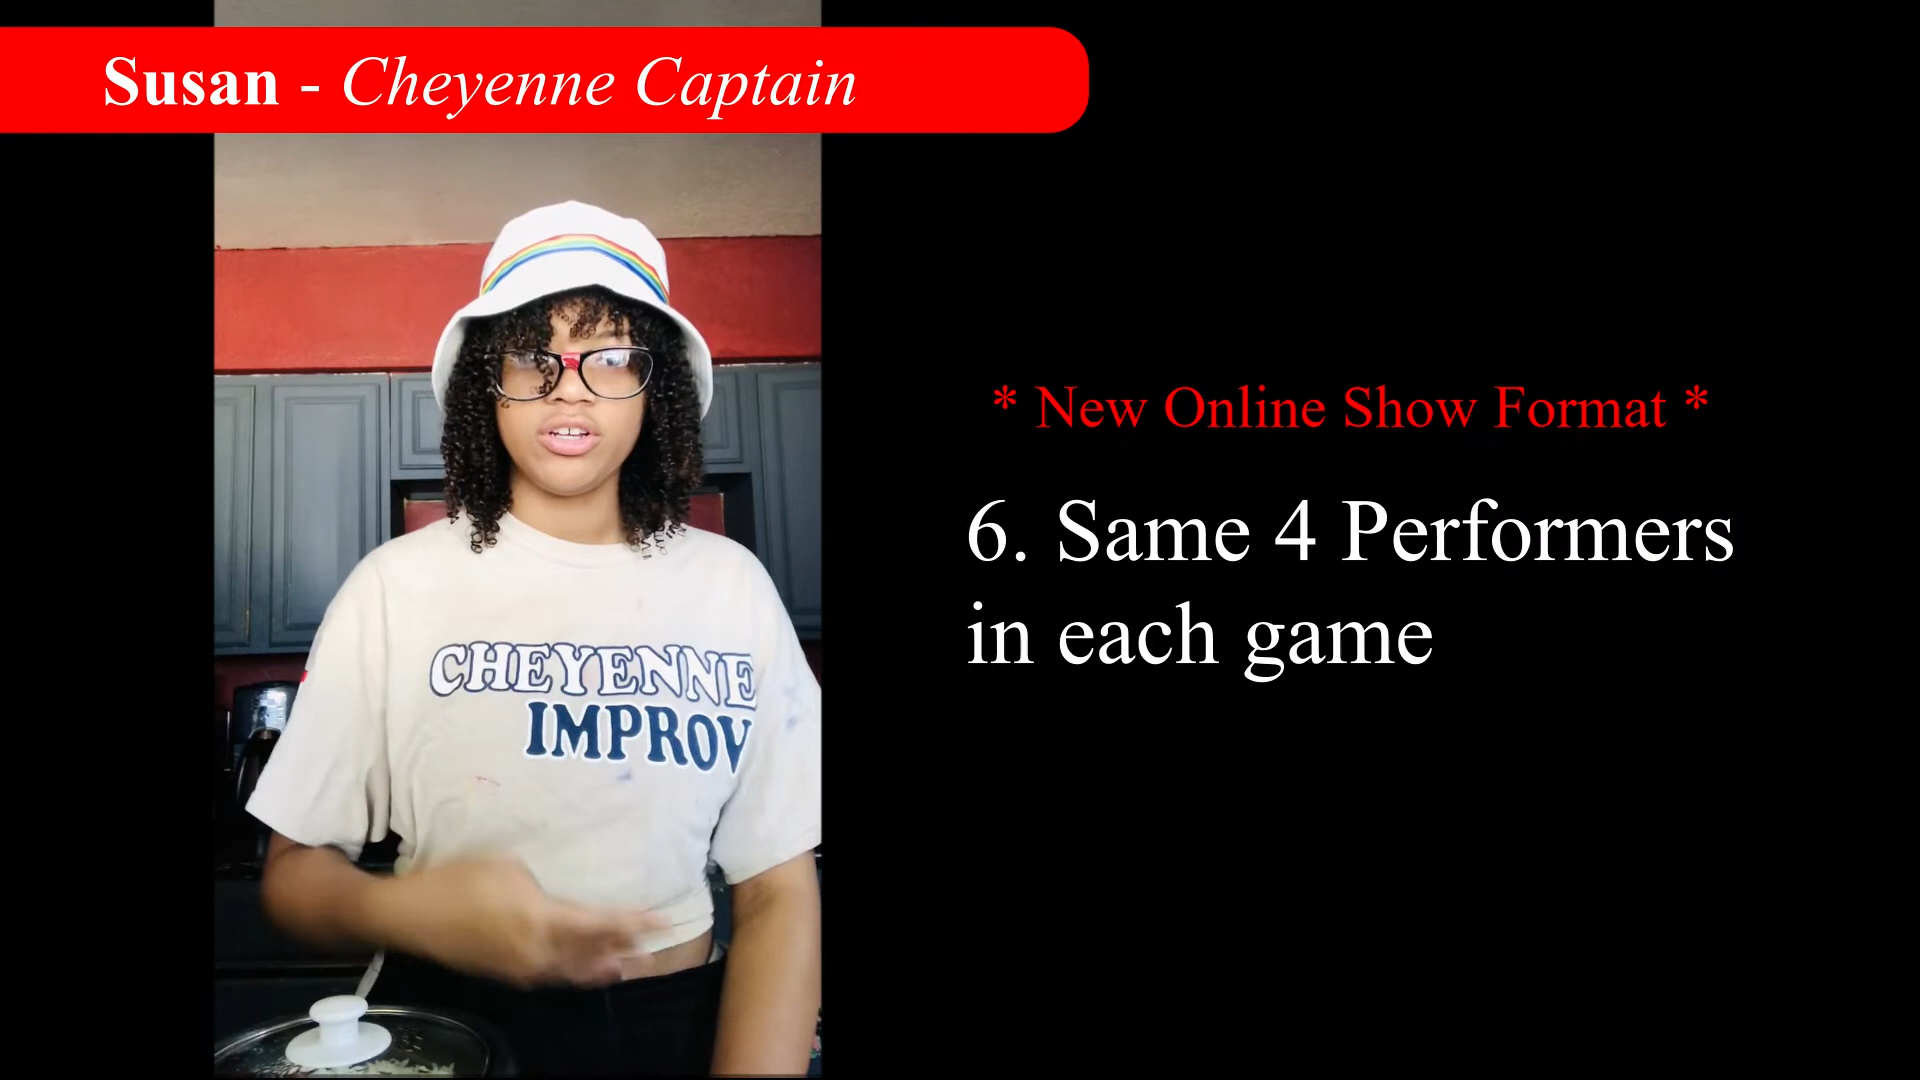 Susan - Cheyenne Captain
* New Online Show Format *
6. Same 4 Performers
in each game
CHEYENNE
IMPROV